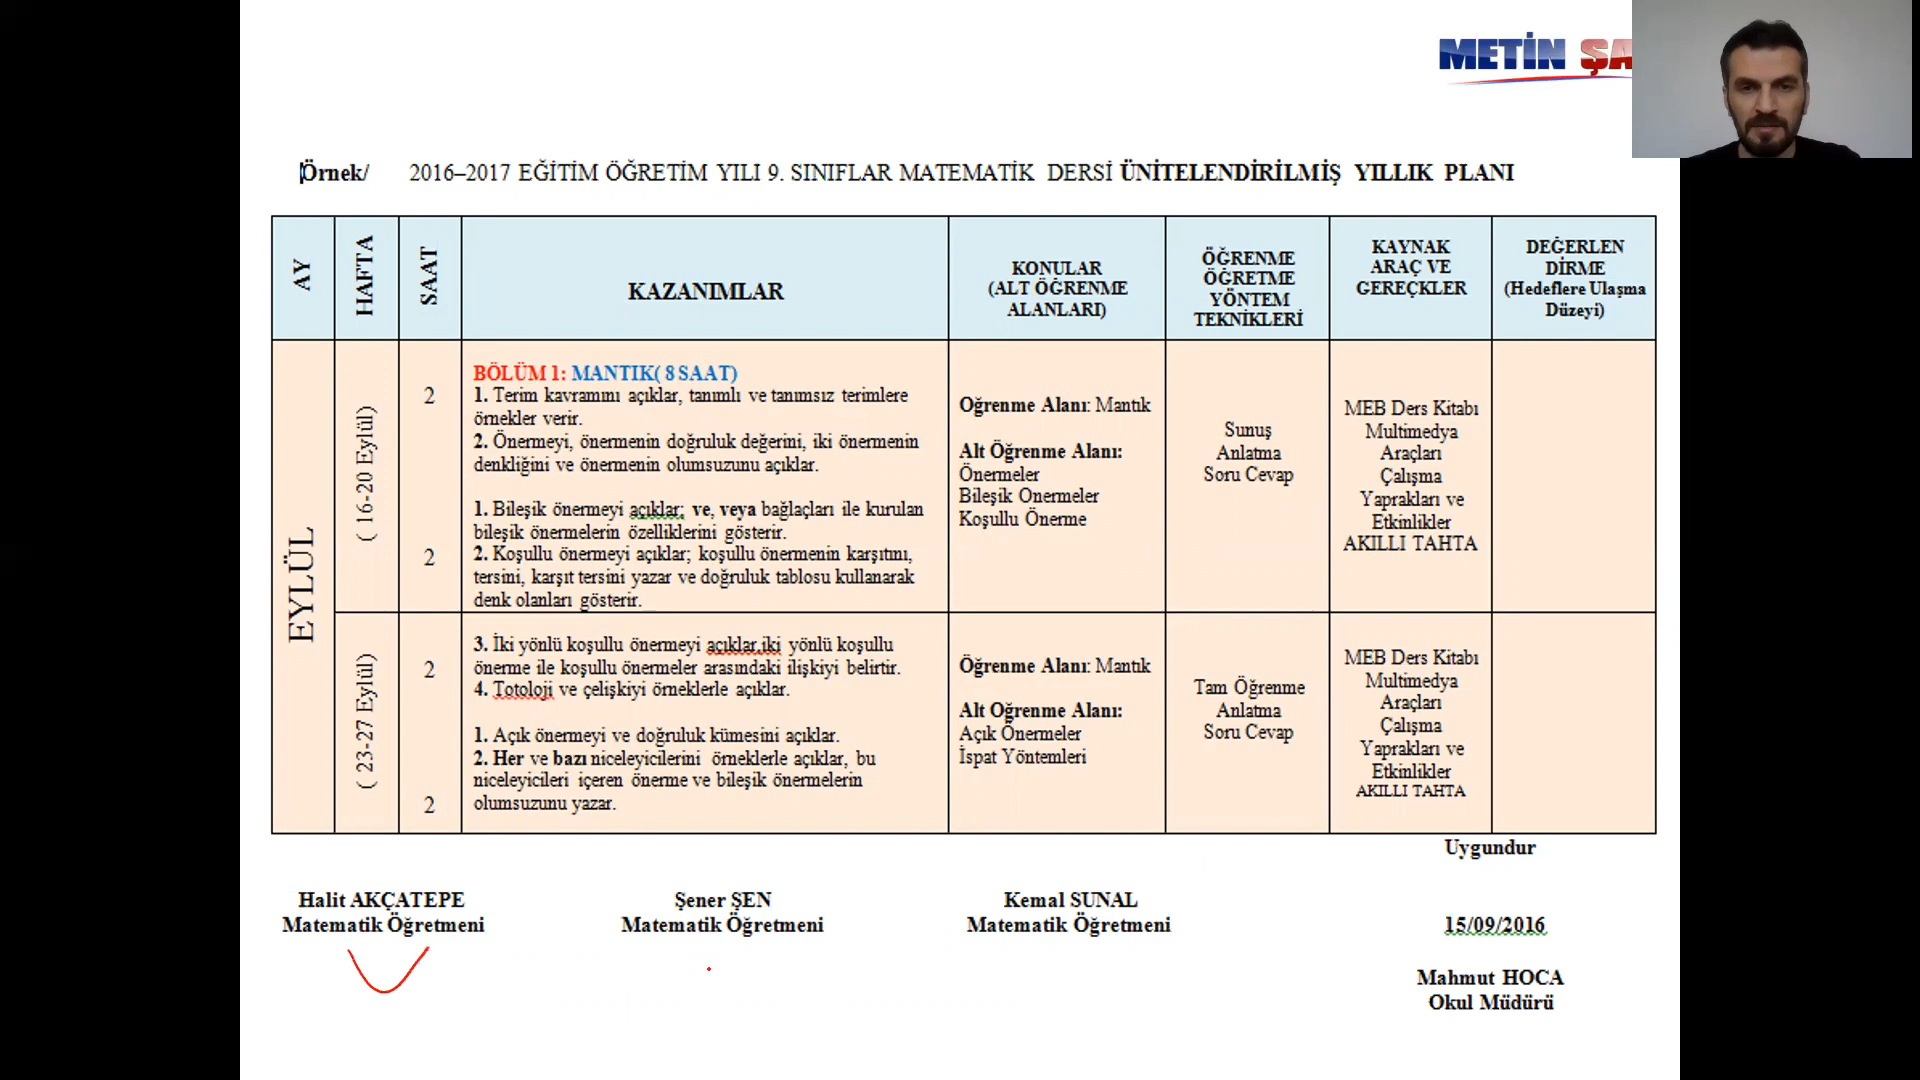 METİN ŞA
Örnek/ 2016–2017 EĞİTİM ÖĞRETİM YILI 9. SINIFLAR MATEMATİK DERSİ ÜNİTELENDİRİLMİŞ YILLIK PLANI
AY
HAFTA
SAAT
KAZANIMLAR
KONULAR
(ALT ÖĞRENME
ALANLARI)
ÖĞRENME
ÖĞRETME
YÖNTEM
TEKNİKLERİ
KAYNAK
ARAÇ VE
GEREÇKLER
DEĞERLEN
DİRME
(Hedeflere Ulaşma
Düzeyi)
EYLÜL
( 16-20 Eylül)
2
2
BÖLÜM 1: MANTIK( 8 SAAT)
1. Terim kavramını açıklar, tanımlı ve tanımsız terimlere
örnekler verir.
2. Önermeyi, önermenin doğruluk değerini, iki önermenin
denkliğini ve önermenin olumsuzunu açıklar.
1. Bileşik önermeyi açıklar; ve, veya bağlaçları ile kurulan
bileşik önermelerin özelliklerini gösterir.
2. Koşullu önermeyi açıklar; koşullu önermenin karşıtını,
tersini, karşıt tersini yazar ve doğruluk tablosu kullanarak
denk olanları gösterir.
Öğrenme Alanı: Mantık
Alt Öğrenme Alanı:
Önermeler
Bileşik Önermeler
Koşullu Önerme
Sunuş
Anlatma
Soru Cevap
MEB Ders Kitabı
Multimedya
Araçları
Çalışma
Yaprakları ve
Etkinlikler
AKILLI TAHTA
( 23-27 Eylül)
2
2
3. İki yönlü koşullu önermeyi açıklar,iki yönlü koşullu
önerme ile koşullu önermeler arasındaki ilişkiyi belirtir.
4. Totoloji ve çelişkiyi örneklerle açıklar.
1. Açık önermeyi ve doğruluk kümesini açıklar.
2. Her ve bazı niceleyicilerini örneklerle açıklar, bu
niceleyicileri içeren önerme ve bileşik önermelerin
olumsuzunu yazar.
Öğrenme Alanı: Mantık
Alt Öğrenme Alanı:
Açık Önermeler
İspat Yöntemleri
Tam Öğrenme
Anlatma
Soru Cevap
MEB Ders Kitabı
Multimedya
Araçları
Çalışma
Yaprakları ve
Etkinlikler
AKILLI TAHTA
Uygundur
Halit AKÇATEPE
Matematik Öğretmeni
Şener ŞEN
Matematik Öğretmeni
Kemal SUNAL
Matematik Öğretmeni
15/09/2016
Mahmut HOCA
Okul Müdürü